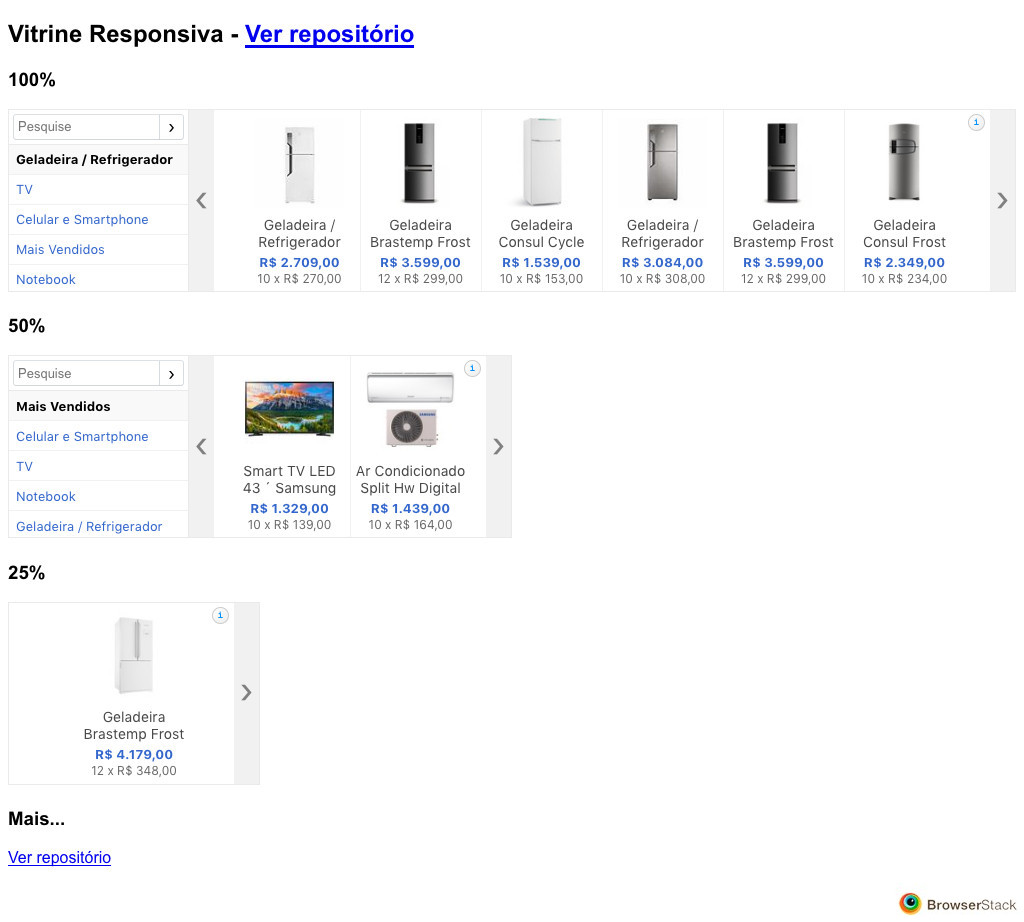 Vitrine Responsiva - Ver repositório
100%
Pesquise
Geladeira / Refrigerador
TV
Celular e Smartphone
Mais Vendidos
Notebook
Geladeira /
Refrigerador
R$ 2.709,00
10 x R$ 270,00
Geladeira
Brastemp Frost
R$ 3.599,00
12 x R$ 299,00
Geladeira
Consul Cycle
R$ 1.539,00
10 x R$ 153,00
Geladeira /
Refrigerador
R$ 3.084,00
10 x R$ 308,00
Geladeira
Brastemp Frost
R$ 3.599,00
12 x R$ 299,00
Geladeira
Consul Frost
R$ 2.349,00
10 x R$ 234,00
50%
Pesquise
Mais Vendidos
Celular e Smartphone
TV
Notebook
Geladeira / Refrigerador
Smart TV LED
43 ´ Samsung
R$ 1.329,00
10 x R$ 139,00
SAMSUNG
Ar Condicionado
Split Hw Digital
R$ 1.439,00
10 x R$ 164,00
25%
Geladeira
Brastemp Frost
R$ 4.179,00
12 x R$ 348,00
Mais...
Ver repositório
BrowserStack